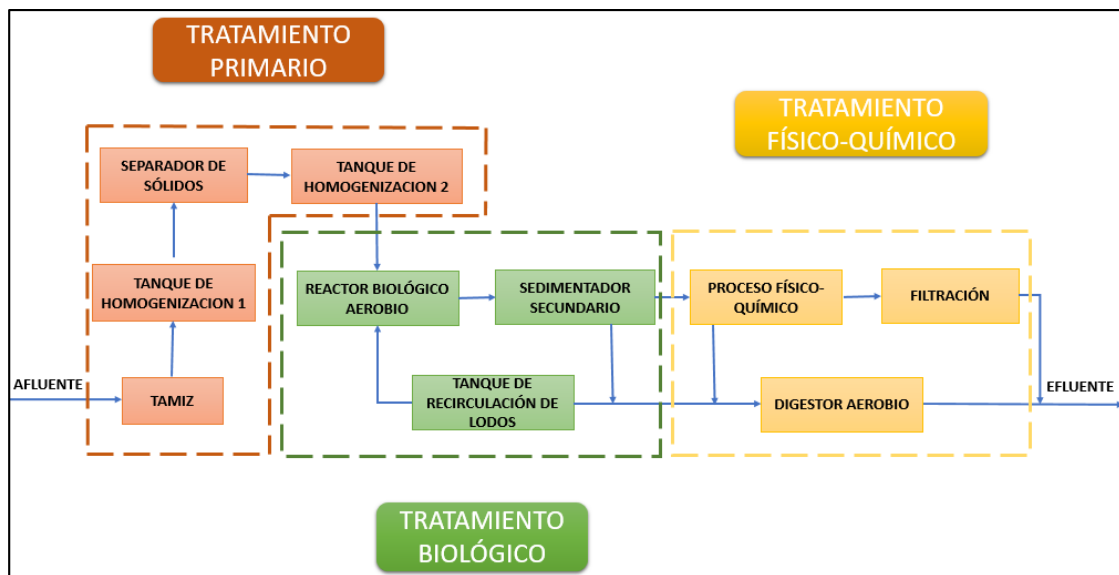 TRATAMIENTO
PRIMARIO
TRATAMIENTO
FÍSICO-QUÍMICO
SEPARADOR DE
SÓLIDOS
TANQUE DE
HOMOGENIZACION 2
TANQUE DE
HOMOGENIZACION 1
REACTOR BIOLÓGICO
AEROBIO
SEDIMENTADOR
SECUNDARIO
PROCESO FÍSICO-
QUÍMICO
FILTRACIÓN
AFLUENTE
TAMIZ
TANQUE DE
RECIRCULACIÓN DE
LODOS
DIGESTOR AEROBIO
EFLUENTE
TRATAMIENTO
BIOLÓGICO